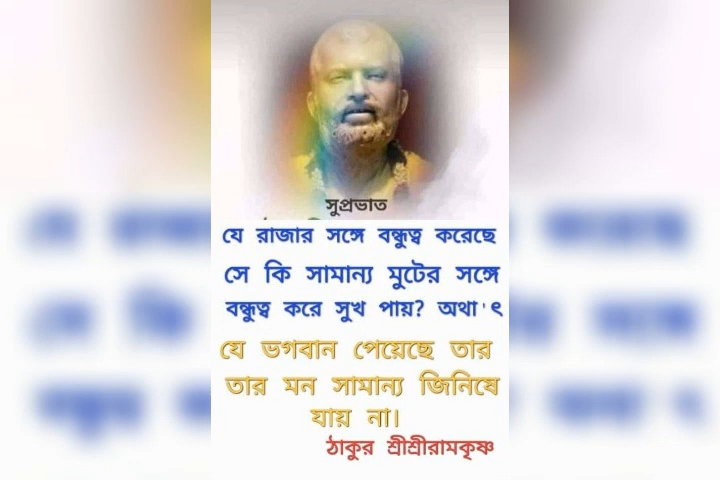 সুপ্রভাত
যে রাজার সঙ্গে বন্ধুত্ব করেছে
সে কি সামান্য মুটের সঙ্গে
বন্ধুত্ব করে সুখ পায়? অথা'ৎ
যে ভগবান পেয়েছে তার
তার মন সামান্য জিনিষে
যায় না।
ঠাকুর শ্রীশ্রীরামকৃষ্ণ